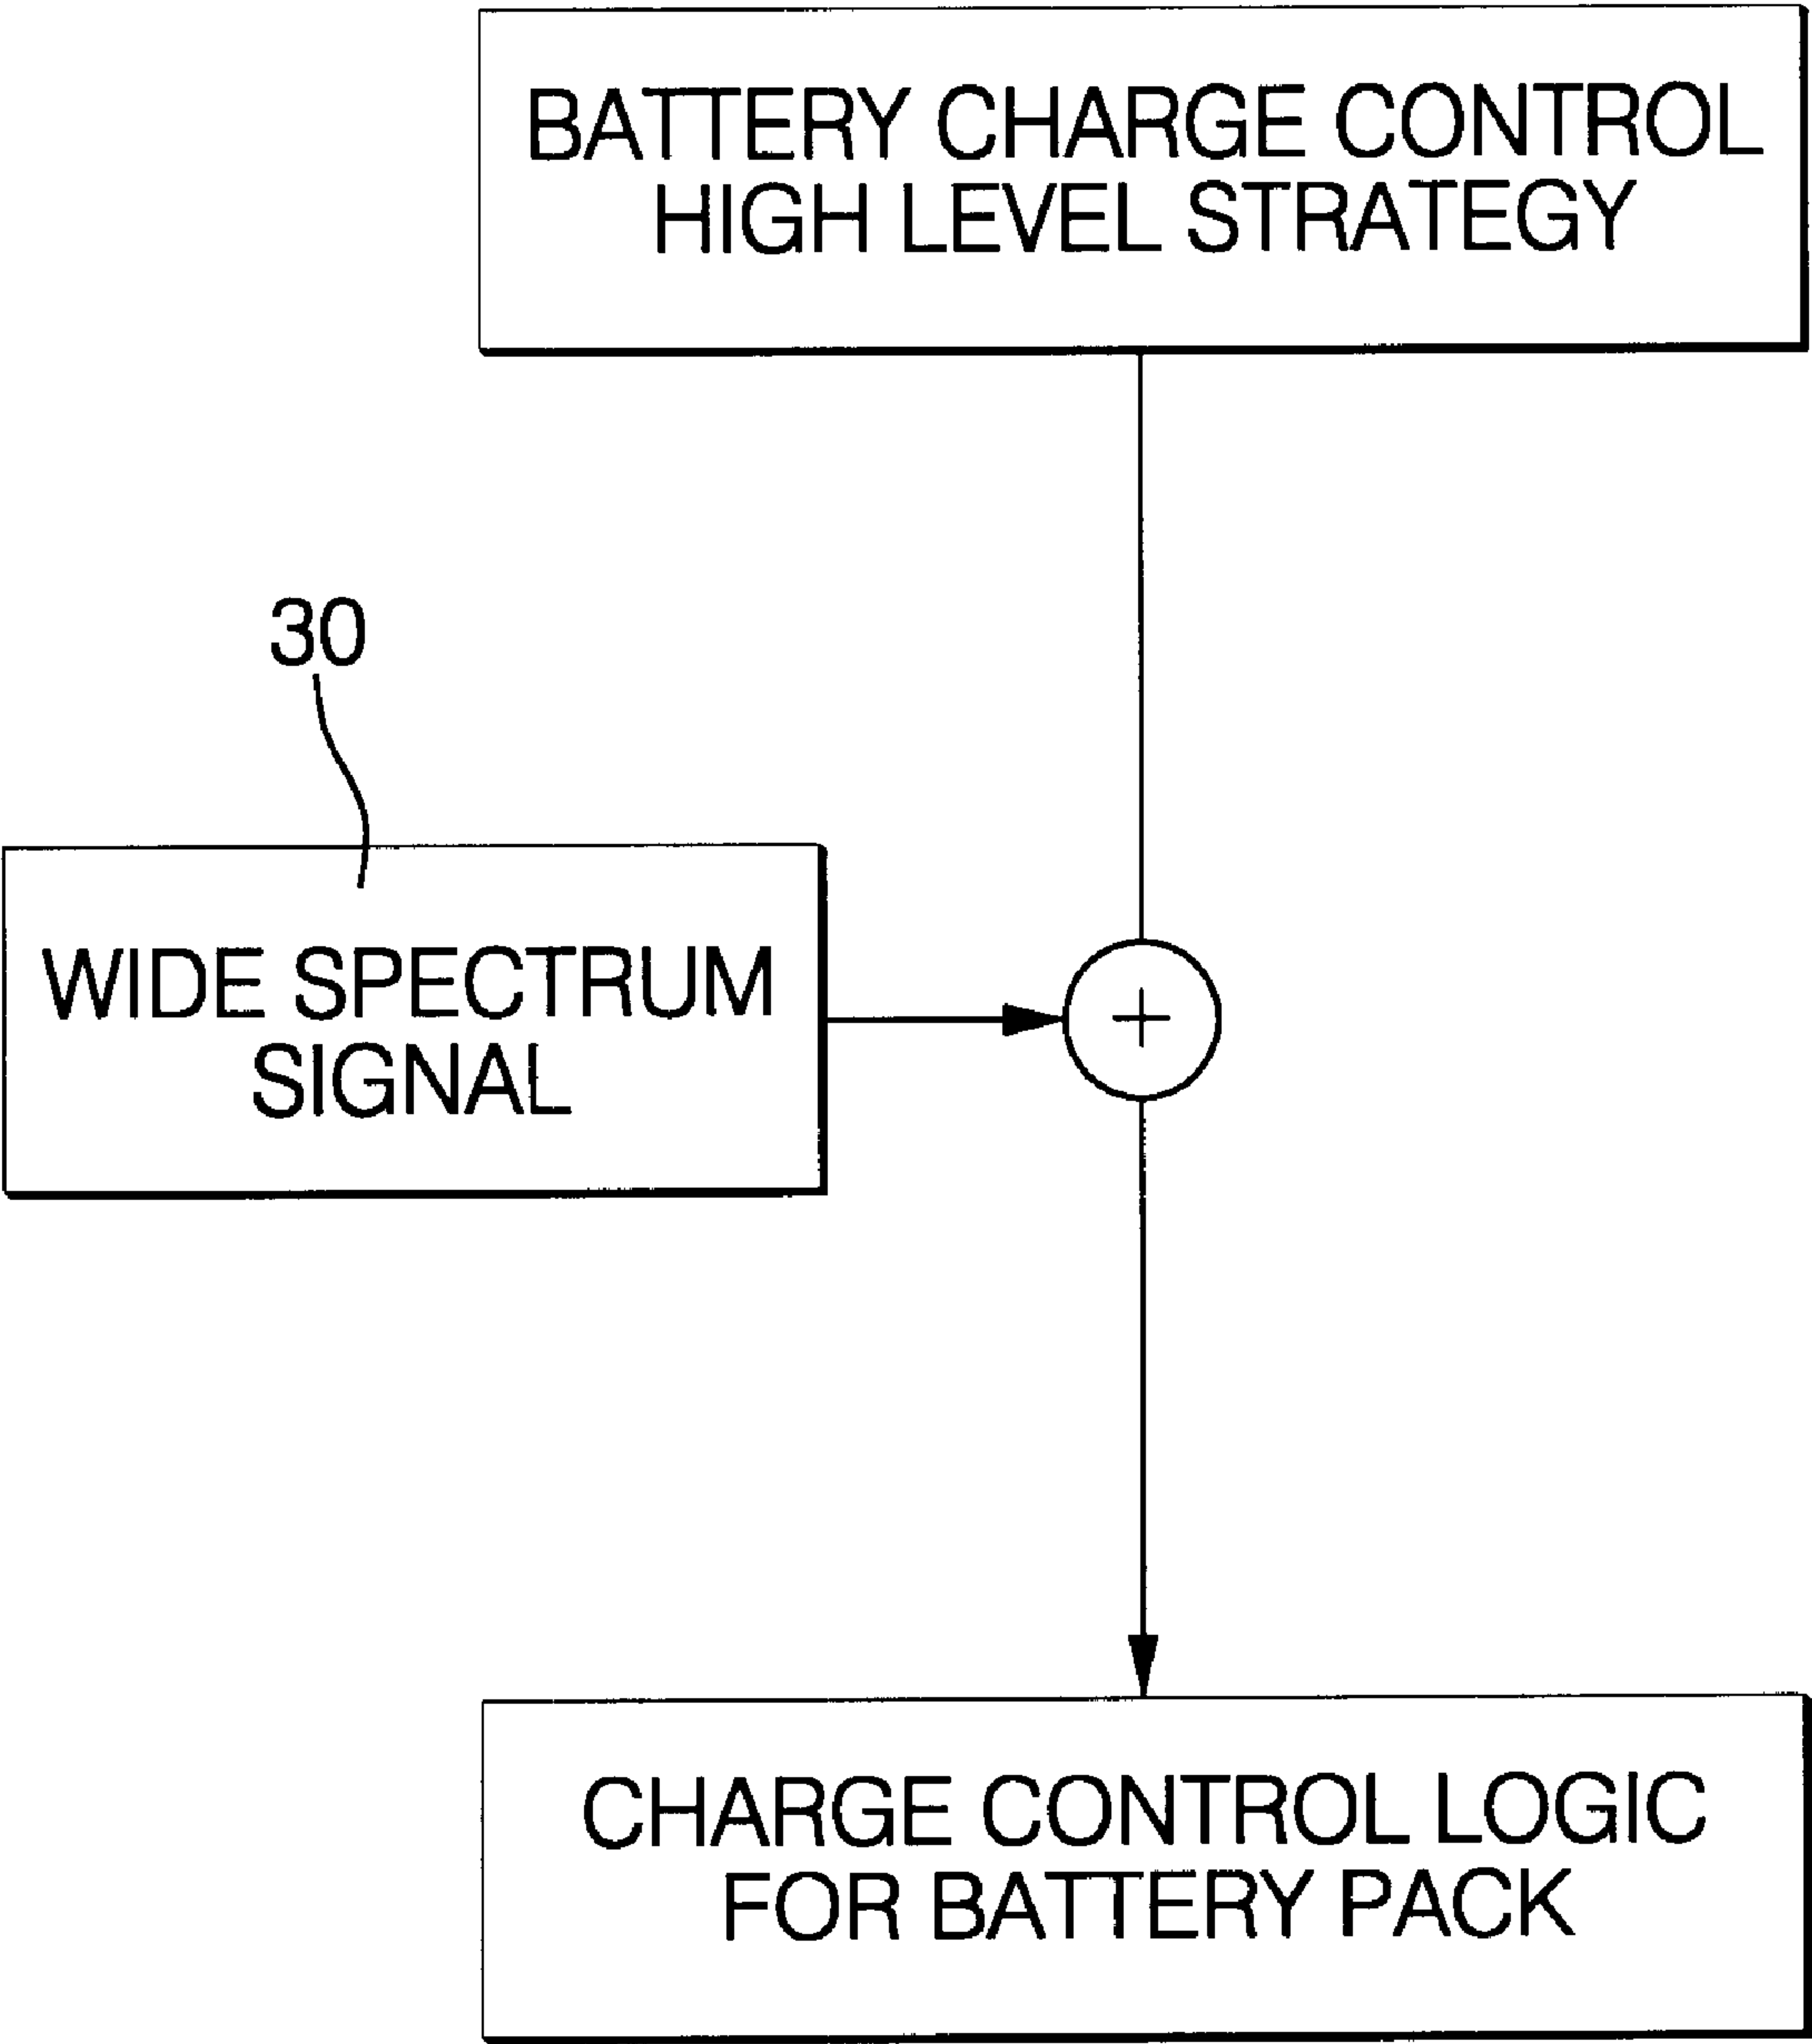 BATTERY CHARGE CONTROL
HIGH LEVEL STRATEGY
30
WIDE SPECTRUM
SIGNAL
+
CHARGE CONTROL LOGIC
FOR BATTERY PACK